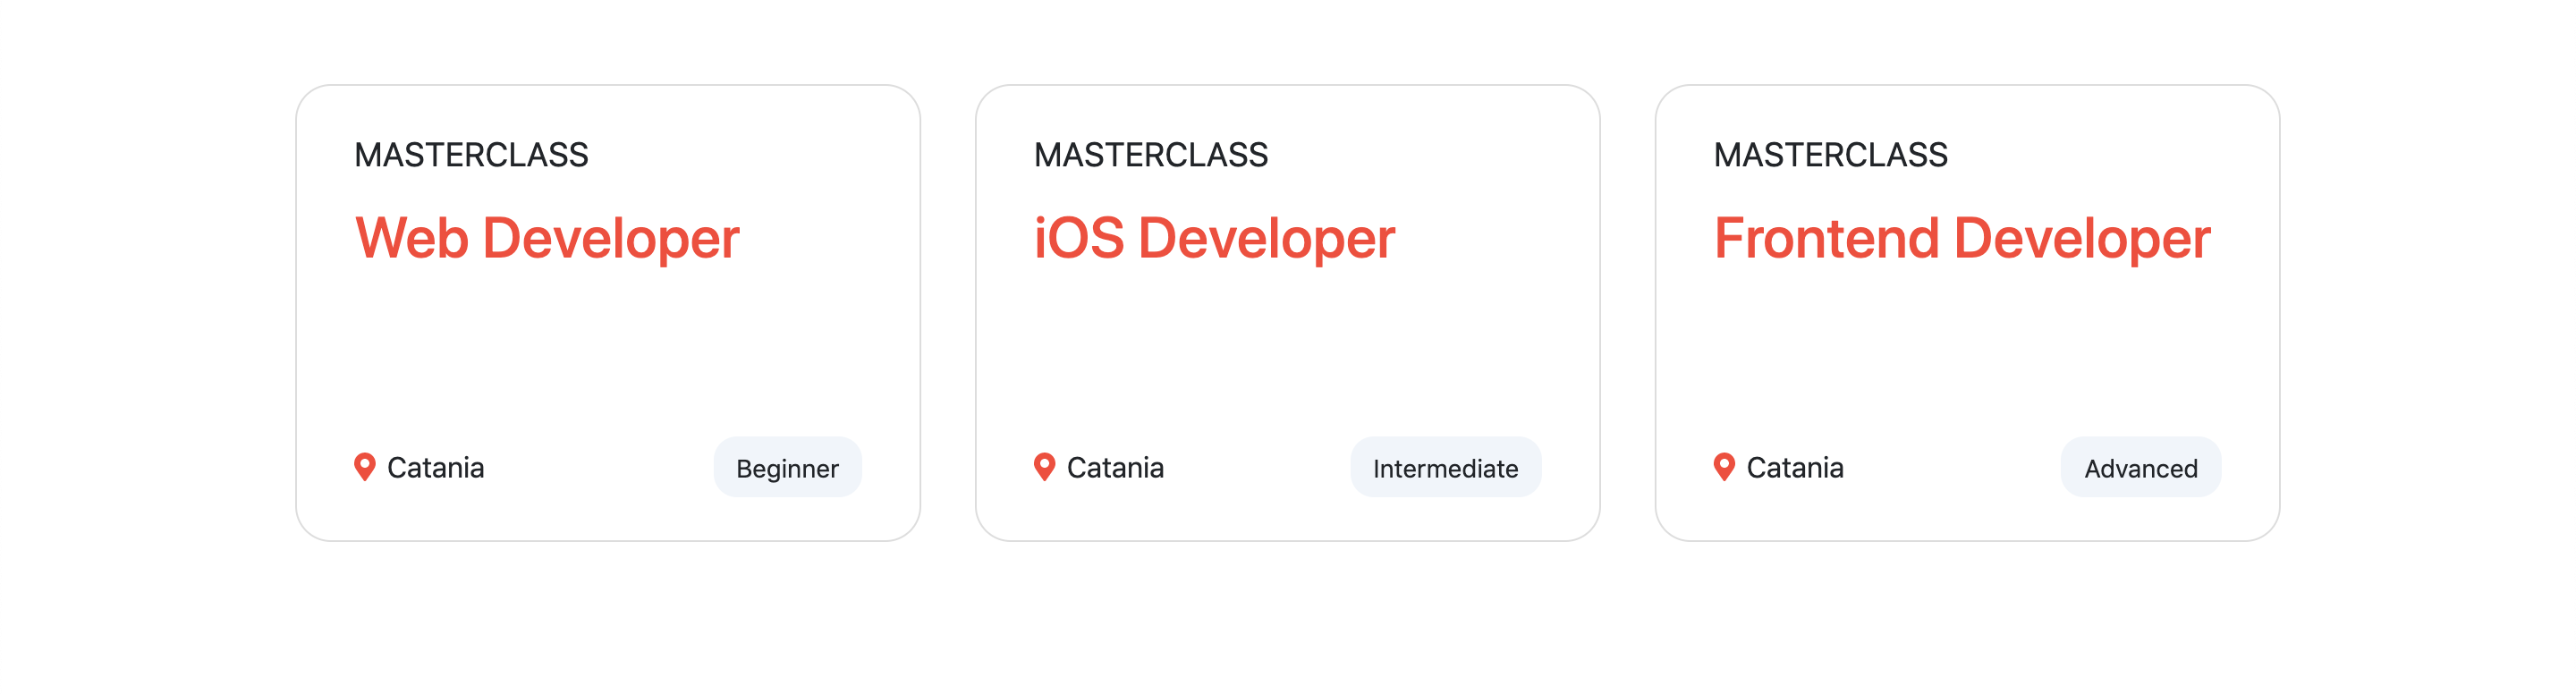 MASTERCLASS
Web Developer
Catania
Beginner
MASTERCLASS
iOS Developer
Catania
Intermediate
MASTERCLASS
Frontend Developer
Catania
Advanced